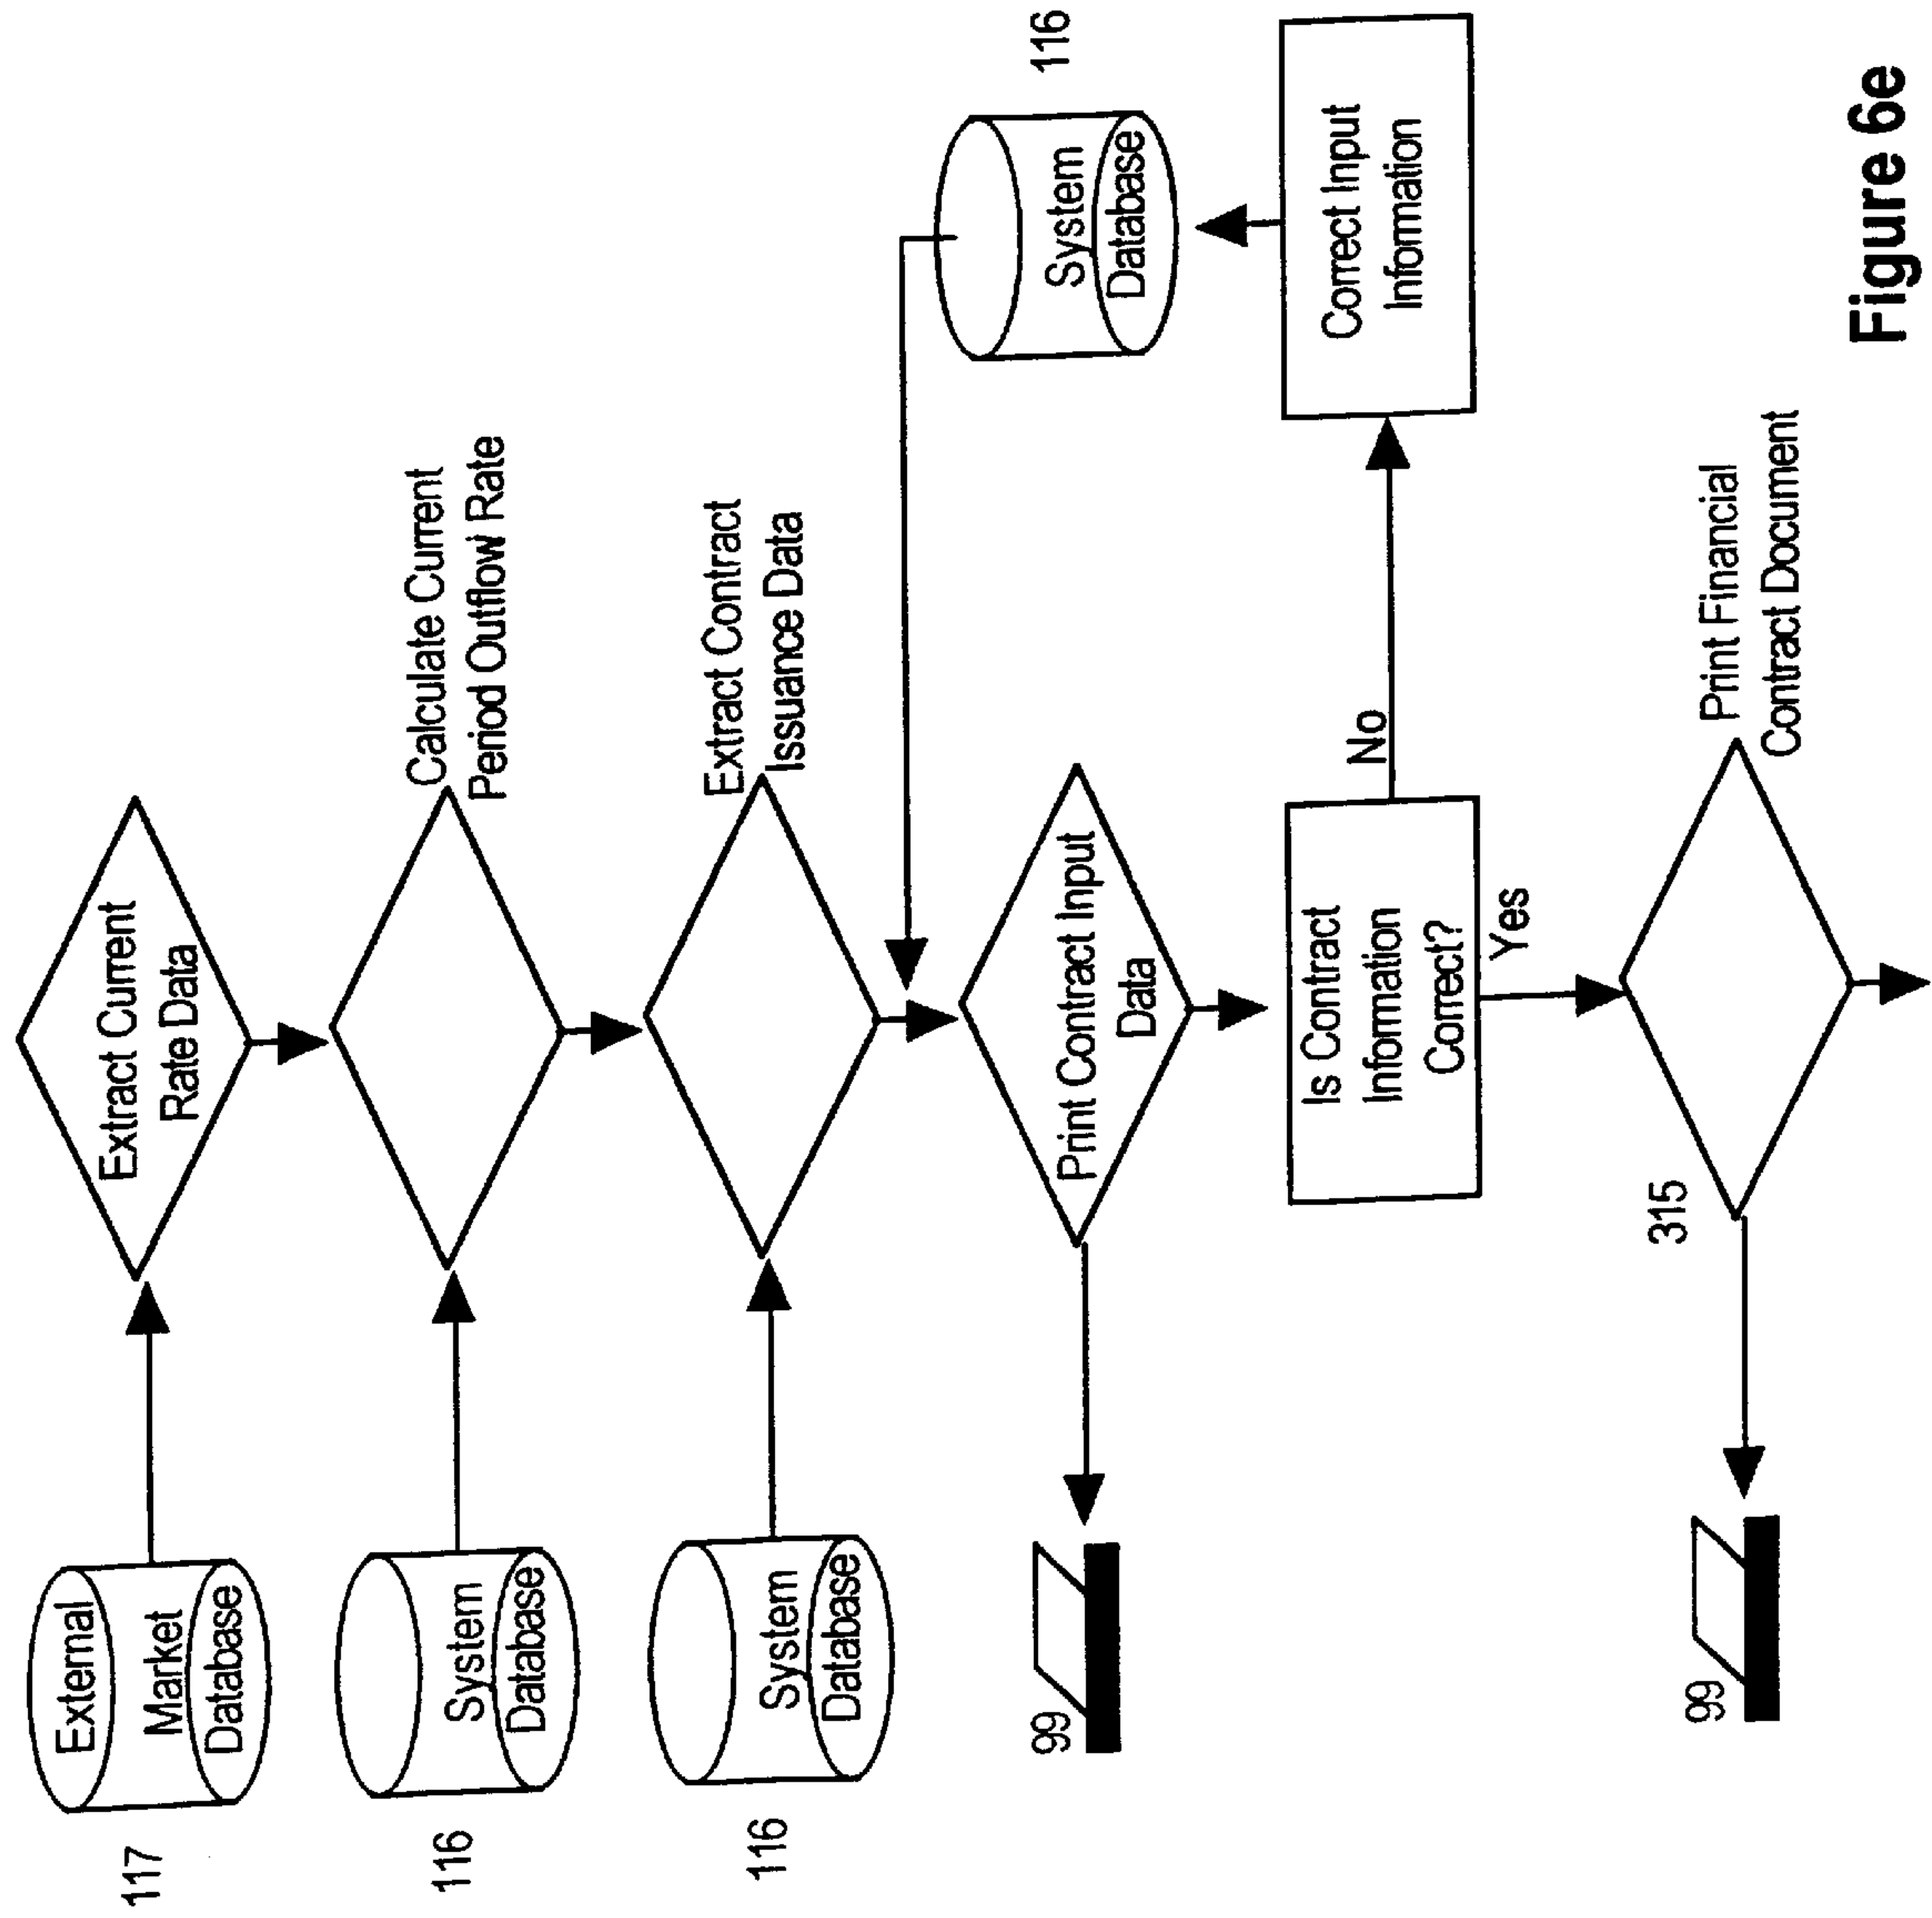 117
External
Market
Database
Extract Current
Rate Data
116
System
Database
Calculate Current
Period Outflow Rate
116
System
Database
Extract Contract
Issuance Data
99
Print Contract Input
Data
System
Database
116
Is Contract
Information
Correct?
No
Yes
Correct Input
Information
99
315
Print Financial
Contract Document
Figure 6e